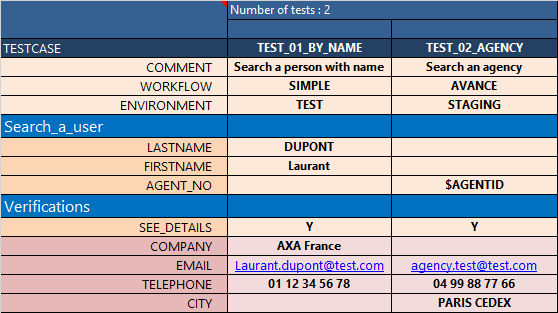 Number of tests : 2
TESTCASE TEST_01_BY_NAME TEST_02_AGENCY
COMMENT Search a person with name Search an agency
WORKFLOW SIMPLE AVANCE
ENVIRONMENT TEST STAGING
Search_a_user
LASTNAME DUPONT
FIRSTNAME Laurant
AGENT_NO $AGENTID
Verifications
SEE_DETAILS Y Y
COMPANY AXA France
EMAIL Laurant.dupont@test.com agency.test@test.com
TELEPHONE 01 12 34 56 78 04 99 88 77 66
CITY PARIS CEDEX